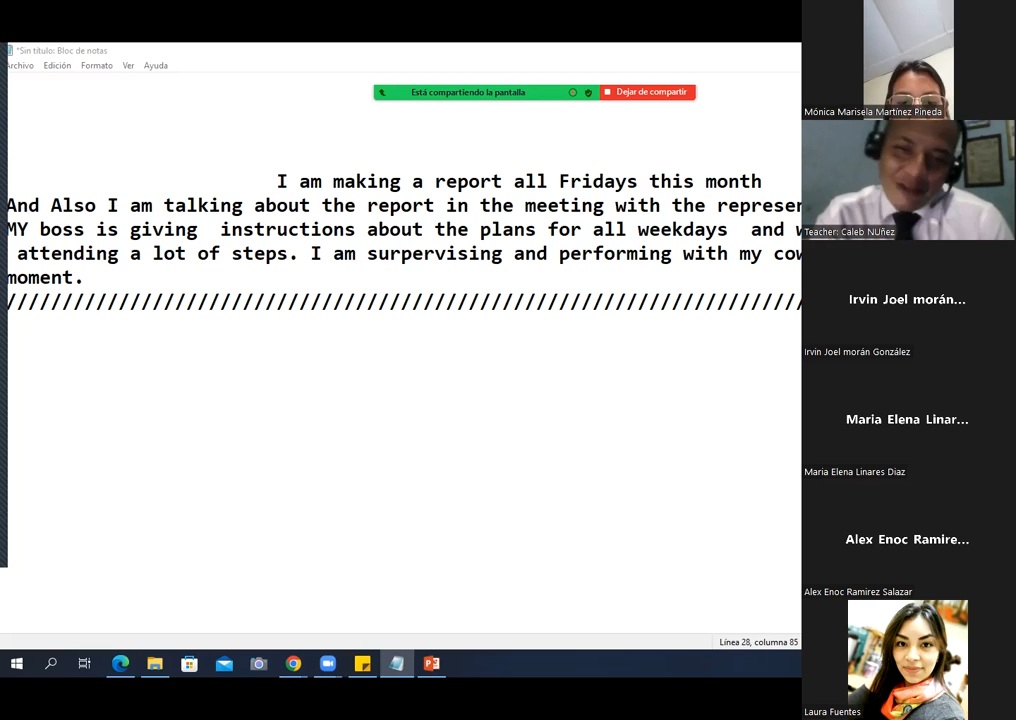 *Sin título: Bloc de notas
Archivo Edición Formato Ver Ayuda
Está compartiendo la pantalla
Dejar de compartir
I am making a report all Fridays this month
And Also I am talking about the report in the meeting with the represen
MY boss is giving instructions about the plans for all weekdays and w
attending a lot of steps. I am surpervising and performing with my cow
moment.
//////////////////////////////////////////////////////////////////////
Línea 28, columna 85
Mónica Marisela Martínez Pineda
Teacher: Caleb NUñez
Irvin Joel morán...
Irvin Joel morán González
Maria Elena Linar...
Maria Elena Linares Diaz
Alex Enoc Ramire...
Alex Enoc Ramirez Salazar
Laura Fuentes